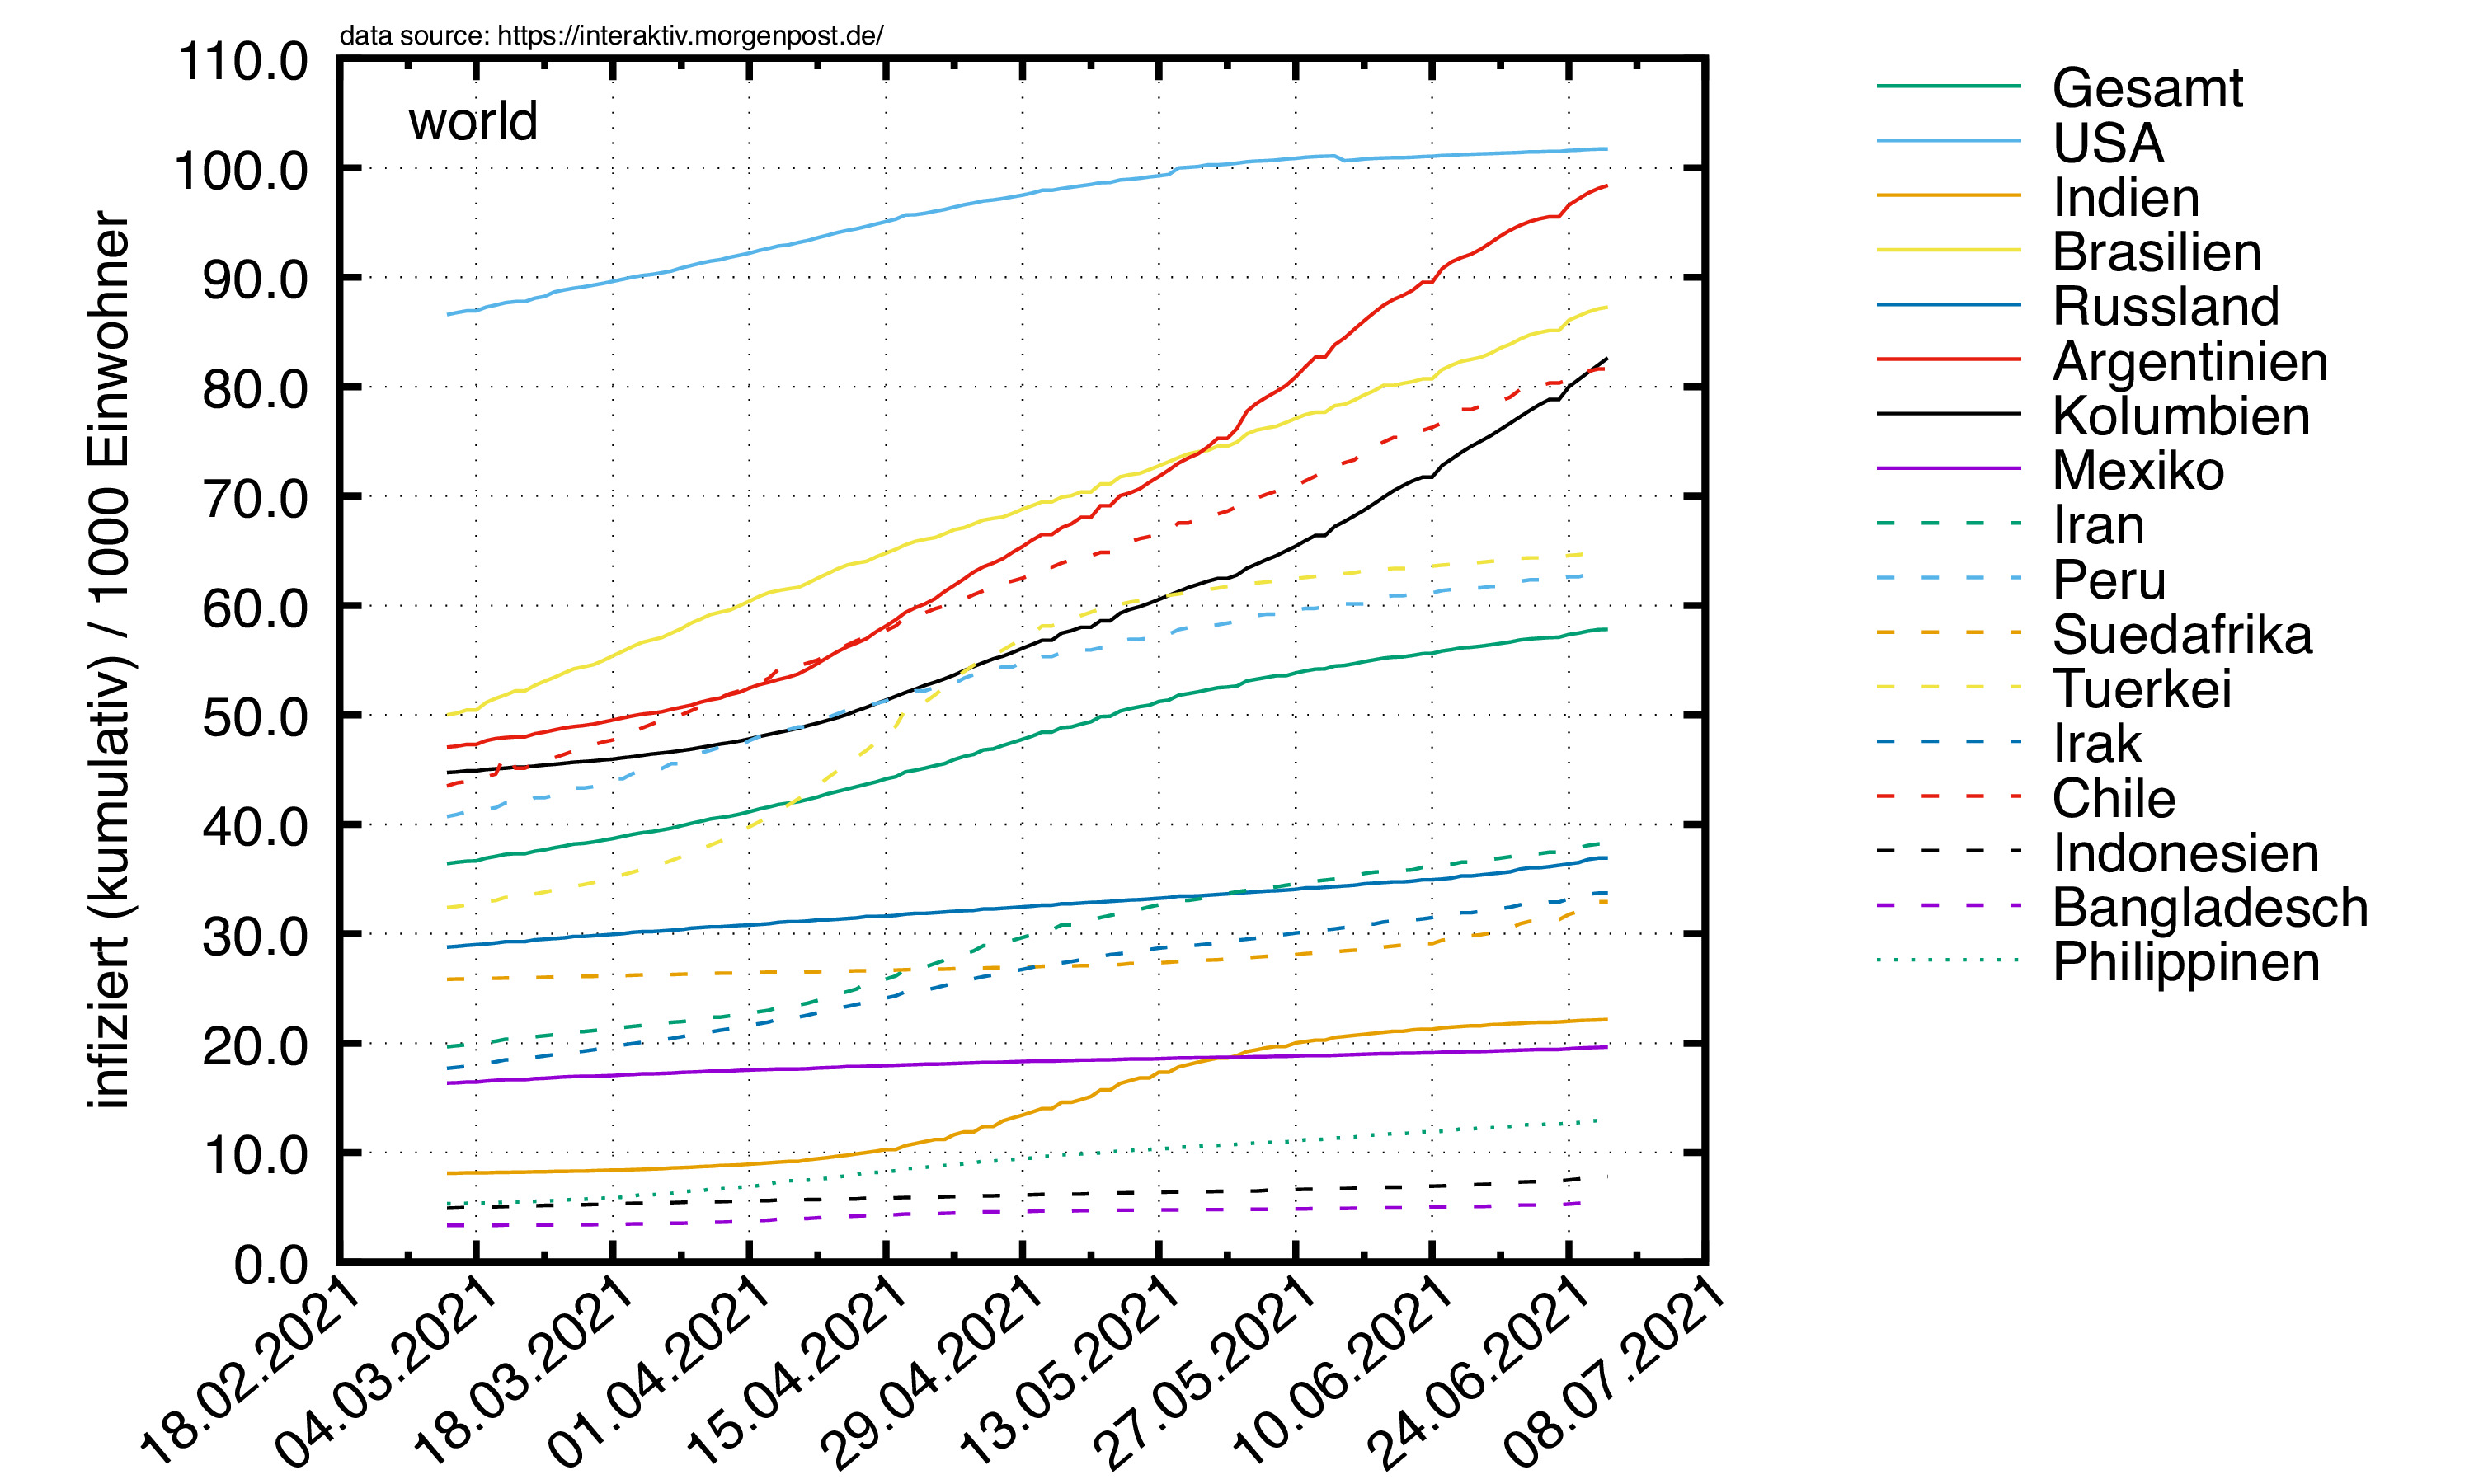 data source: https://interaktiv.morgenpost.de/
world
infiziert (kumulativ) / 1000 Einwohner
110.0
100.0
90.0
80.0
70.0
60.0
50.0
40.0
30.0
20.0
10.0
0.0
18.02.2021
04.03.2021
18.03.2021
01.04.2021
15.04.2021
29.04.2021
13.05.2021
27.05.2021
10.06.2021
24.06.2021
08.07.2021
Gesamt
USA
Indien
Brasilien
Russland
Argentinien
Kolumbien
Mexiko
Iran
Peru
Suedafrika
Tuerkei
Irak
Chile
Indonesien
Bangladesch
Philippinen